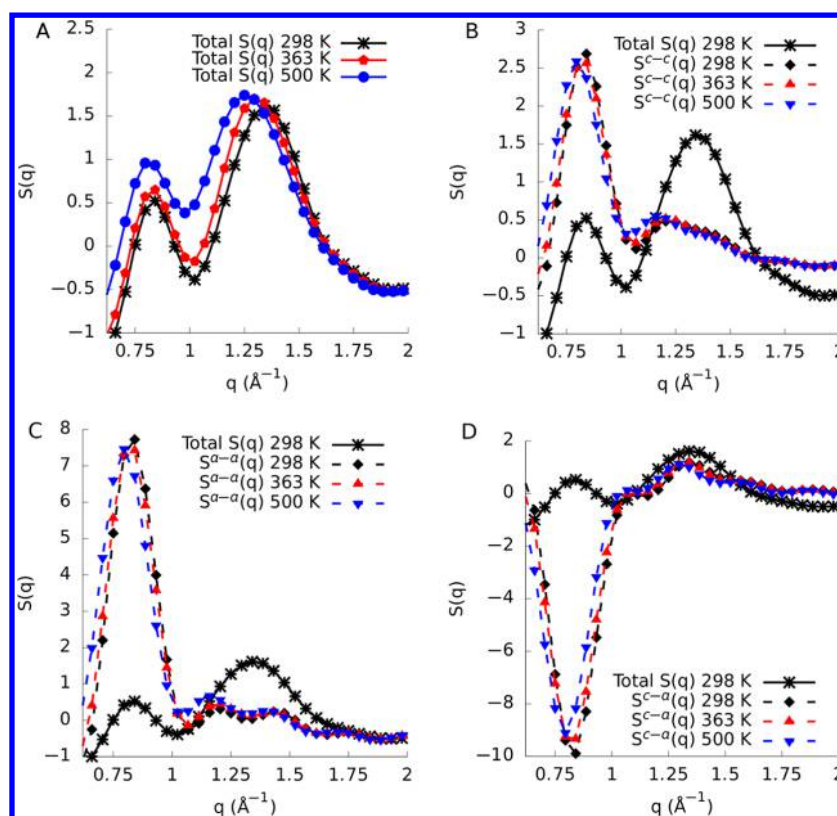 A
Total S(q) 298 K
Total S(q) 363 K
Total S(q) 500 K
2.5
2
1.5
1
0.5
0
−0.5
−1
S(q)
0.75 1 1.25 1.5 1.75 2
q (Å⁻¹)
B
Total S(q) 298 K
S^{c−c}(q) 298 K
S^{c−c}(q) 363 K
S^{c−c}(q) 500 K
3
2.5
2
1.5
1
0.5
0
−0.5
−1
S(q)
0.75 1 1.25 1.5 1.75 2
q (Å⁻¹)
C
Total S(q) 298 K
S^{a−a}(q) 298 K
S^{a−a}(q) 363 K
S^{a−a}(q) 500 K
8
7
6
5
4
3
2
1
0
−1
S(q)
0.75 1 1.25 1.5 1.75 2
q (Å⁻¹)
D
2
0
−2
−4
−6
−8
−10
S(q)
Total S(q) 298 K
S^{c−a}(q) 298 K
S^{c−a}(q) 363 K
S^{c−a}(q) 500 K
0.75 1 1.25 1.5 1.75 2
q (Å⁻¹)